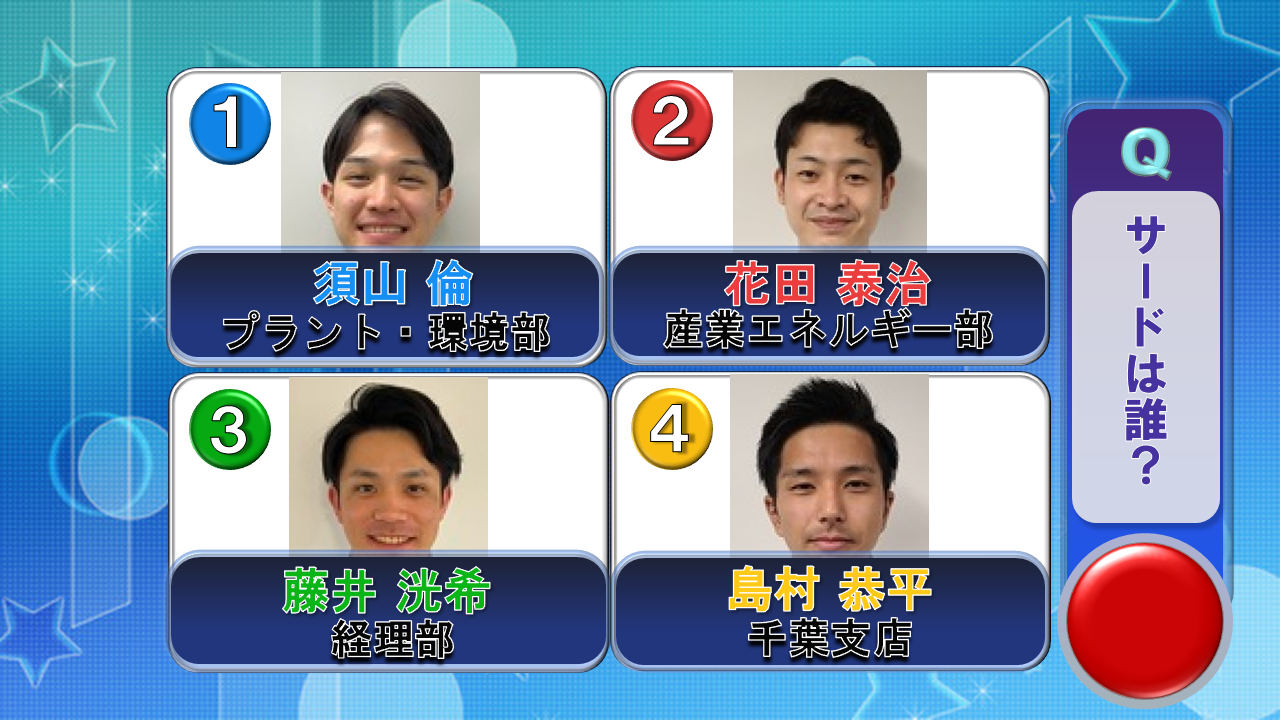 1
須山 倫
プラント・環境部
2
花田 泰治
産業エネルギー部
3
藤井 洸希
経理部
4
島村 恭平
千葉支店
Q
サードは誰？